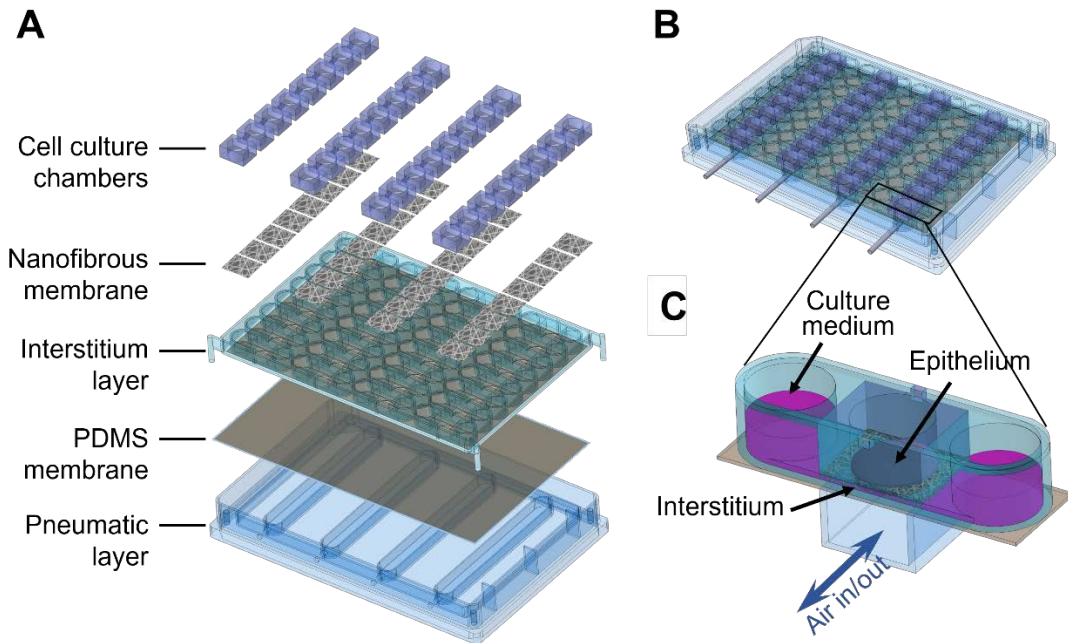 A
Cell culture
chambers
Nanofibrous
membrane
Interstitium
layer
PDMS
membrane
Pneumatic
layer
B
C
Culture
medium
Epithelium
Interstitium
Air in/out